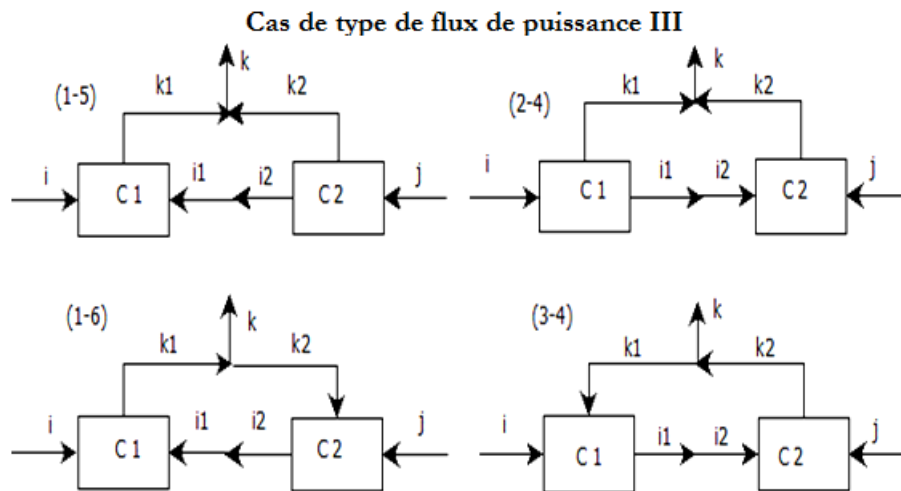 Cas de type de flux de puissance III
(1-5)
k
k1
k2
i
C 1
i1
i2
C 2
j
(2-4)
k
k1
k2
i
C 1
i1
i2
C 2
j
(1-6)
k
k1
k2
i
C 1
i1
i2
C 2
j
(3-4)
k
k1
k2
i
C 1
i1
i2
C 2
j